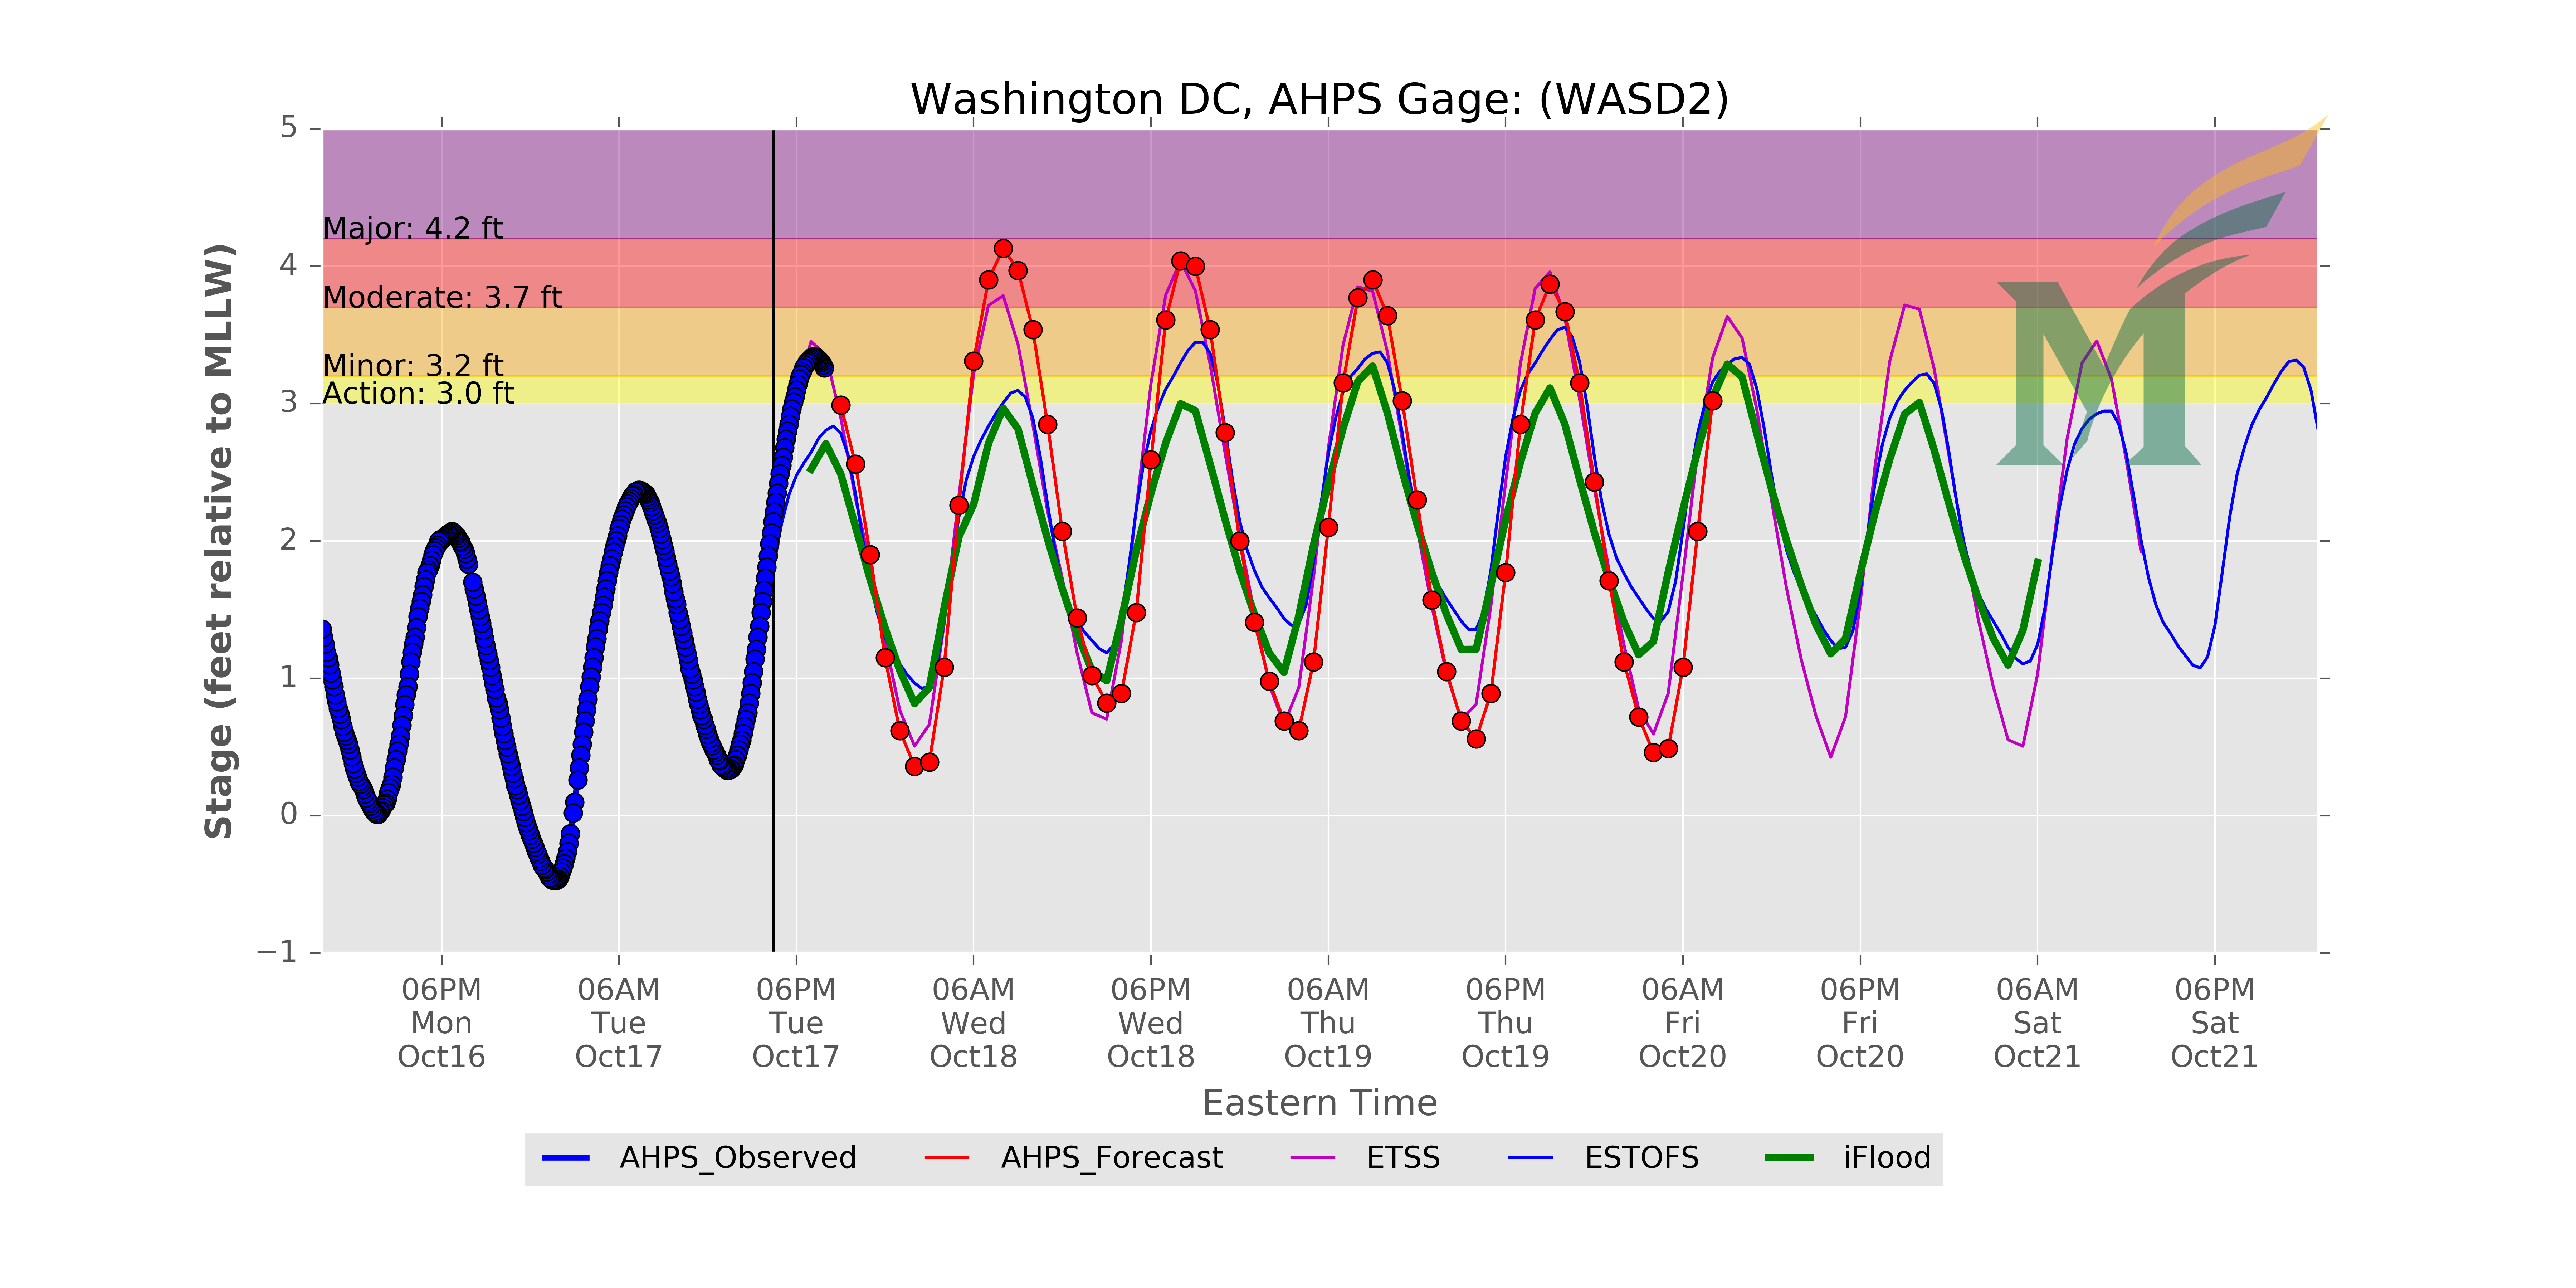 Washington DC, AHPS Gage: (WASD2)
5
4
3
2
1
0
−1
Stage (feet relative to MLLW)
Major: 4.2 ft
Moderate: 3.7 ft
Minor: 3.2 ft
Action: 3.0 ft
M
06PM 06AM 06PM 06AM 06PM 06AM 06PM 06AM 06PM 06AM 06PM
Mon Tue Tue Wed Wed Thu Thu Fri Fri Sat Sat
Oct16 Oct17 Oct17 Oct18 Oct18 Oct19 Oct19 Oct20 Oct20 Oct21 Oct21
Eastern Time
AHPS_Observed AHPS_Forecast ETSS ESTOFS iFlood